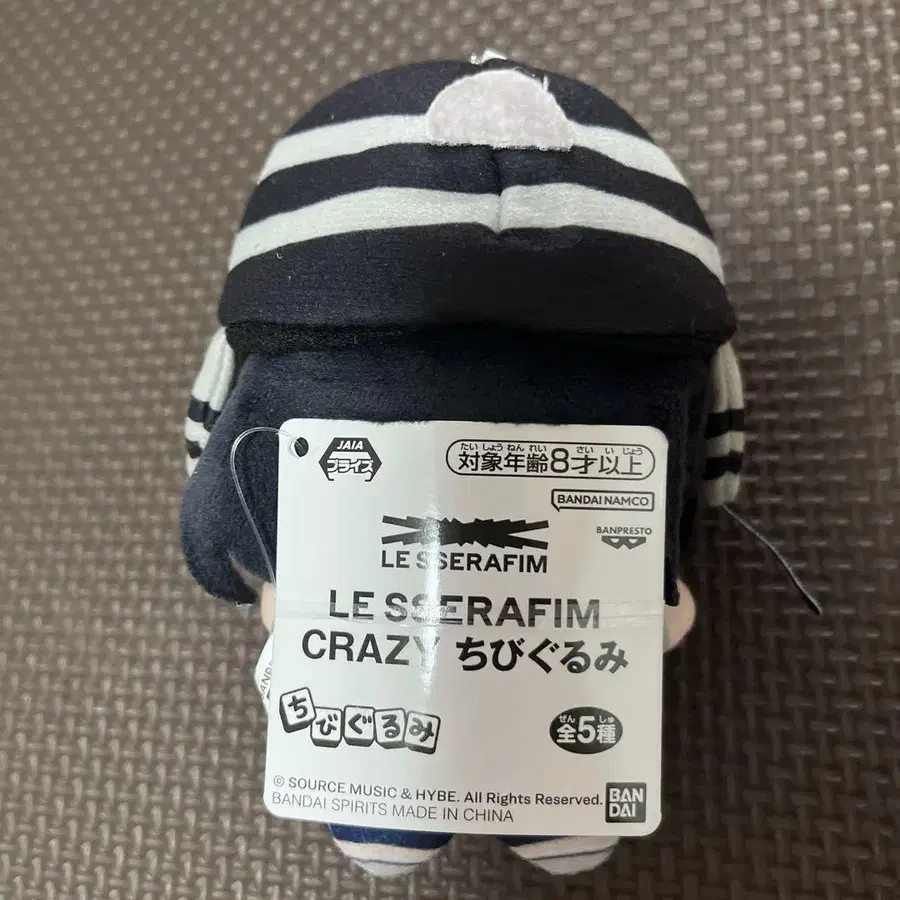 JAIA
プライズ
たいしょうねんれい さいいじょう
対象年齢8才以上
BANDAI NAMCO
BANPRESTO
LE SSERAFIM
LE SSERAFIM
CRAZY ちびぐるみ
ちびぐるみ
ぜん しゅ
全5種
© SOURCE MUSIC & HYBE. All Rights Reserved.
BANDAI SPIRITS MADE IN CHINA
BAN
DAI